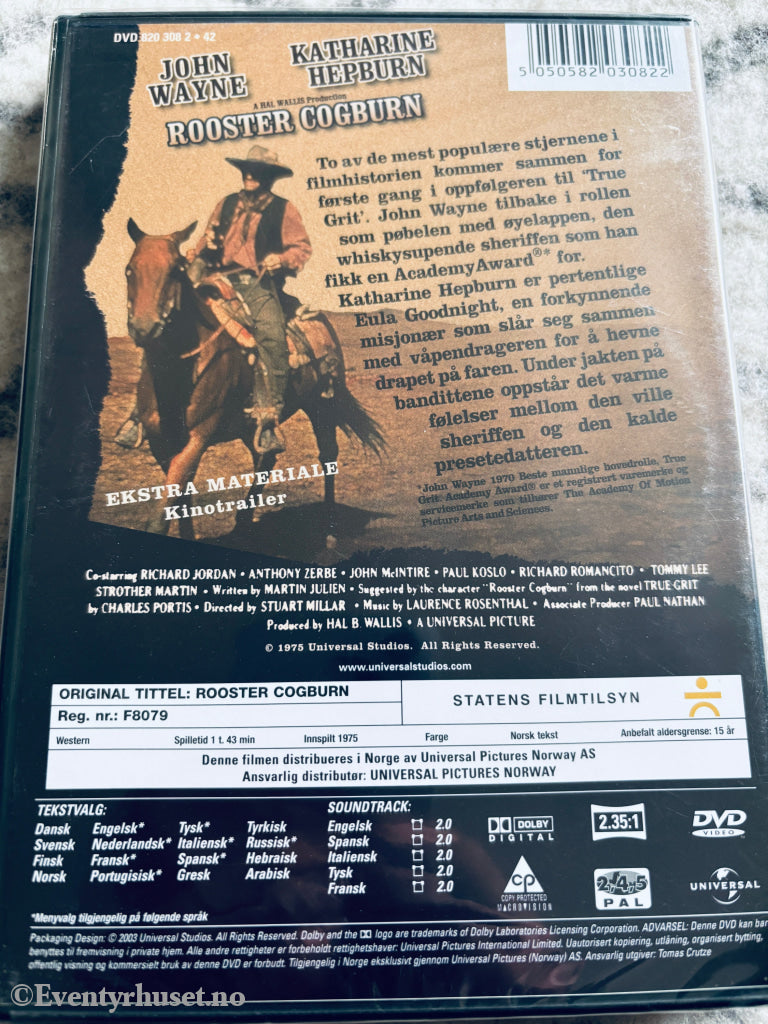 DVD 820 308 2 • 42
JOHN
WAYNE
KATHARINE
HEPBURN
A HAL WALLIS Production
ROOSTER COGBURN
5 050582 030822
To av de mest populære stjernene i
filmhistorien kommer sammen for
første gang i oppfølgeren til 'True
Grit'. John Wayne tilbake i rollen
som pøbelen med øyelappen, den
whiskysupende sheriffen som han
fikk en AcademyAward®* for.
Katharine Hepburn er pertentlige
Eula Goodnight, en forkynnende
misjonær som slår seg sammen
med våpendrageren for å hevne
drapet på faren. Under jakten på
bandittene oppstår det varme
følelser mellom den ville
sheriffen og den kalde
presetedatteren.
*John Wayne 1970 Beste mannlige hovedrolle, True
Grit. Academy Award® er et registrert varemerke og
servicemerke som tilhører The Academy Of Motion
Picture Arts and Sciences.
EKSTRA MATERIALE
Kinotrailer
Co-starring RICHARD JORDAN • ANTHONY ZERBE • JOHN McINTIRE • PAUL KOSLO • RICHARD ROMANCITO • TOMMY LEE
STROTHER MARTIN • Written by MARTIN JULIEN • Suggested by the character "Rooster Cogburn" from the novel TRUE GRIT
by CHARLES PORTIS • Directed by STUART MILLAR • Music by LAURENCE ROSENTHAL • Associate Producer PAUL NATHAN
Produced by HAL B. WALLIS • A UNIVERSAL PICTURE
© 1975 Universal Studios. All Rights Reserved.
www.universalstudios.com
ORIGINAL TITTEL: ROOSTER COGBURN
Reg. nr.: F8079
STATENS FILMTILSYN
Western Spilletid 1 t. 43 min Innspilt 1975 Farge Norsk tekst Anbefalt aldersgrense: 15 år
Denne filmen distribueres i Norge av Universal Pictures Norway AS
Ansvarlig distributør: UNIVERSAL PICTURES NORWAY
TEKSTVALG:
Dansk Engelsk* Tysk* Tyrkisk
Svensk Nederlandsk* Italiensk* Russisk*
Finsk Fransk* Spansk* Hebraisk
Norsk Portugisisk* Gresk Arabisk
*Menyvalg tilgjengelig på følgende språk
SOUNDTRACK:
Engelsk 2.0
Spansk 2.0
Italiensk 2.0
Tysk 2.0
Fransk 2.0
DOLBY
DIGITAL
2.35:1
DVD
VIDEO
CP
COPY PROTECTED
MACROVISION
2,4,5
PAL
UNIVERSAL
Packaging Design: © 2003 Universal Studios. All Rights Reserved. Dolby and the logo are trademarks of Dolby Laboratories Licensing Corporation. ADVARSEL: Denne DVD kan bare
benyttes til fremvisning i private hjem. Alle andre rettigheter er forbeholdt rettighetshaver: Universal Pictures International Limited. Uautorisert kopiering, utlåning, organisert bytting,
offentlig visning og kommersielt bruk av denne DVD er forbudt. Tilgjengelig i Norge eksklusivt gjennom Universal Pictures (Norway) AS. Ansvarlig utgiver: Tomas Crutze
©Eventyrhuset.no